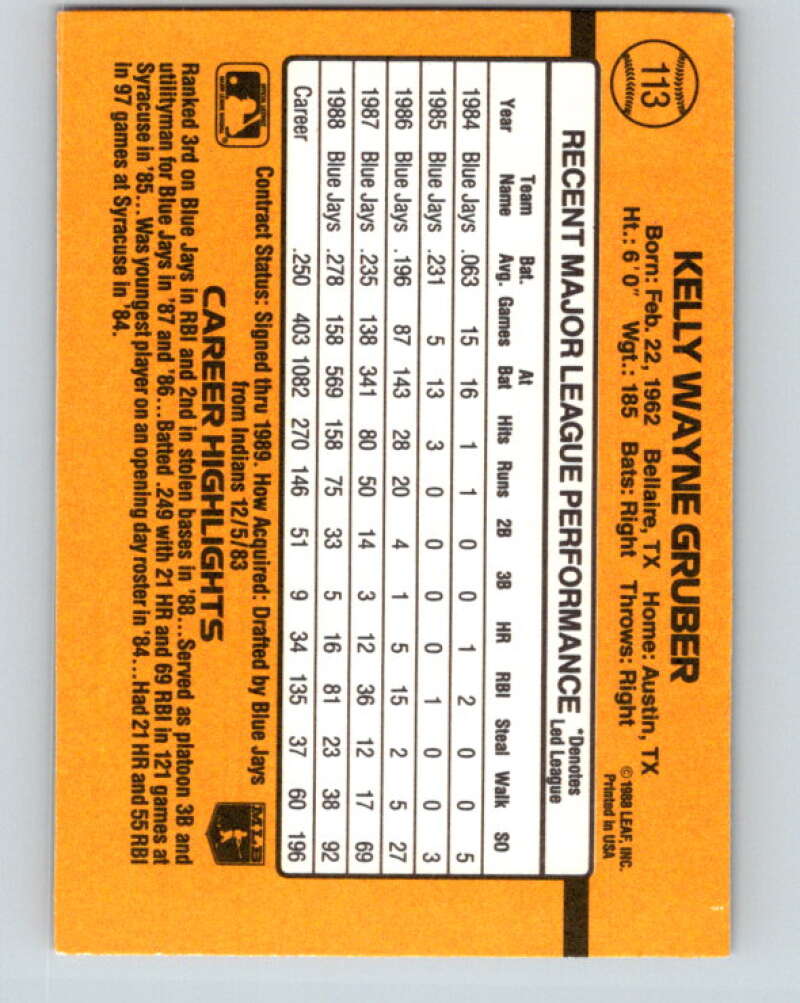 113
KELLY WAYNE GRUBER
Born: Feb. 22, 1962 Bellaire, TX Home: Austin, TX
Ht.: 6'0" Wgt.: 185 Bats: Right Throws: Right
© 1988 LEAF, INC.
Printed in USA
RECENT MAJOR LEAGUE PERFORMANCE
*Denotes
Led League
Team Bat. At
Year Name Avg. Games Bat Hits Runs 2B 3B HR RBI Steal Walk SO
1984 Blue Jays .063 15 16 1 1 0 0 1 2 0 0 5
1985 Blue Jays .231 5 13 3 0 0 0 0 1 0 0 3
1986 Blue Jays .196 87 143 28 20 4 1 5 15 2 5 27
1987 Blue Jays .235 138 341 80 50 14 3 12 36 12 17 69
1988 Blue Jays .278 158 569 158 75 33 5 16 81 23 38 92
Career .250 403 1082 270 146 51 9 34 135 37 60 196
Contract Status: Signed thru 1989. How Acquired: Drafted by Blue Jays
from Indians 12/5/83
MLB
CAREER HIGHLIGHTS
Ranked 3rd on Blue Jays in RBI and 2nd in stolen bases in '88...Served as platoon 3B and
utilityman for Blue Jays in '87 and '86...Batted .249 with 21 HR and 69 RBI in 121 games at
Syracuse in '85...Was youngest player on an opening day roster in '84...Had 21 HR and 55 RBI
in 97 games at Syracuse in '84.